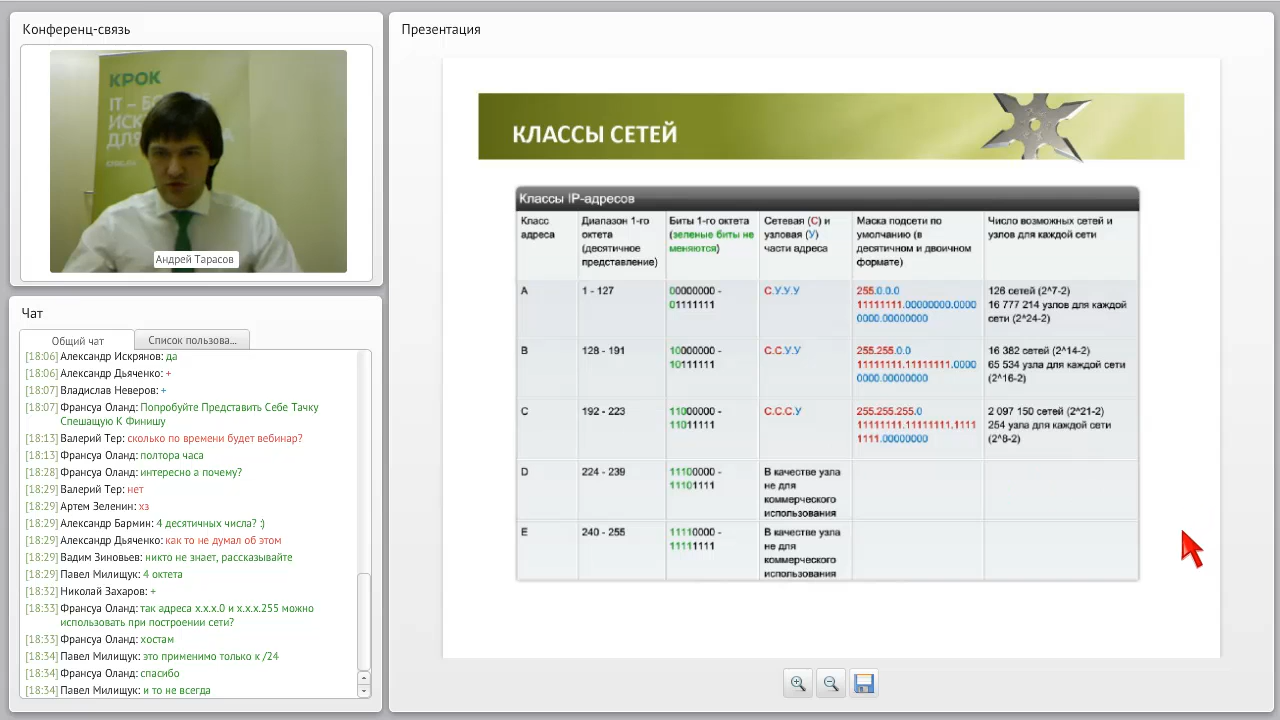 Конференц-связь
КРОК
IT – БО
ИСК
ДЛЯ
Андрей Тарасов
Чат
Общий чат
Список пользова...
[18:06] Александр Искрянов: да
[18:06] Александр Дьяченко: +
[18:07] Владислав Неверов: +
[18:07] Франсуа Оланд: Попробуйте Представить Себе Тачку
Спешащую К Финишу
[18:13] Валерий Тер: сколько по времени будет вебинар?
[18:13] Франсуа Оланд: полтора часа
[18:28] Франсуа Оланд: интересно а почему?
[18:29] Валерий Тер: нет
[18:29] Артем Зеленин: хз
[18:29] Александр Бармин: 4 десятичных числа? :)
[18:29] Александр Дьяченко: как то не думал об этом
[18:29] Вадим Зиновьев: никто не знает, рассказывайте
[18:29] Павел Милищук: 4 октета
[18:32] Николай Захаров: +
[18:33] Франсуа Оланд: так адреса x.x.x.0 и x.x.x.255 можно
использовать при построении сети?
[18:33] Франсуа Оланд: хостам
[18:34] Павел Милищук: это применимо только к /24
[18:34] Франсуа Оланд: спасибо
[18:34] Павел Милищук: и то не всегда
Презентация
КЛАССЫ СЕТЕЙ
Классы IP-адресов
Класс
адреса
Диапазон 1-го
октета
(десятичное
представление)
Биты 1-го октета
(зеленые биты не
меняются)
Сетевая (С) и
узловая (У)
части адреса
Маска подсети по
умолчанию (в
десятичном и двоичном
формате)
Число возможных сетей и
узлов для каждой сети
A
1 - 127
00000000 -
01111111
С.У.У.У
255.0.0.0
11111111.00000000.0000
0000.00000000
126 сетей (2^7-2)
16 777 214 узлов для каждой
сети (2^24-2)
B
128 - 191
10000000 -
10111111
С.С.У.У
255.255.0.0
11111111.11111111.0000
0000.00000000
16 382 сетей (2^14-2)
65 534 узла для каждой сети
(2^16-2)
C
192 - 223
11000000 -
11011111
С.С.С.У
255.255.255.0
11111111.11111111.1111
1111.00000000
2 097 150 сетей (2^21-2)
254 узла для каждой сети
(2^8-2)
D
224 - 239
11100000 -
11101111
В качестве узла
не для
коммерческого
использования
E
240 - 255
11110000 -
11111111
В качестве узла
не для
коммерческого
использования